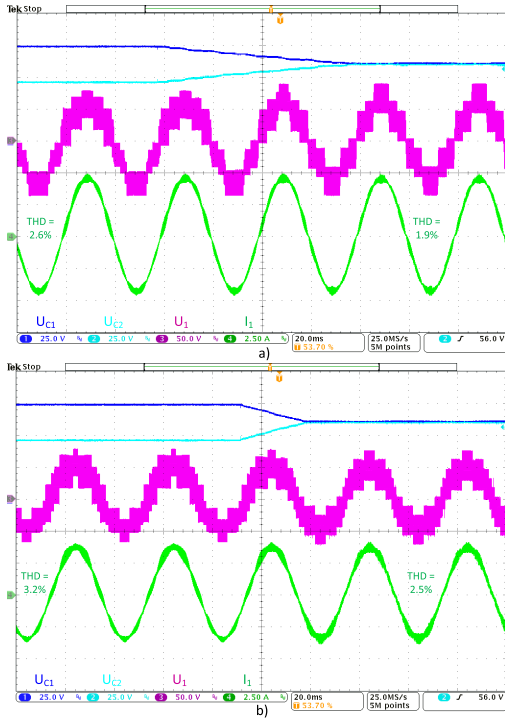 Tek Stop
THD =
2.6%
THD =
1.9%
UC1 UC2 U1 I1
1 25.0 V 2 25.0 V 3 50.0 V 4 2.50 A 20.0ms 25.0MS/s 2 56.0 V
T 53.70 % 5M points
a)
Tek Stop
THD =
3.2%
THD =
2.5%
UC1 UC2 U1 I1
1 25.0 V 2 25.0 V 3 50.0 V 4 2.50 A 20.0ms 25.0MS/s 2 56.0 V
T 53.70 % 5M points
b)